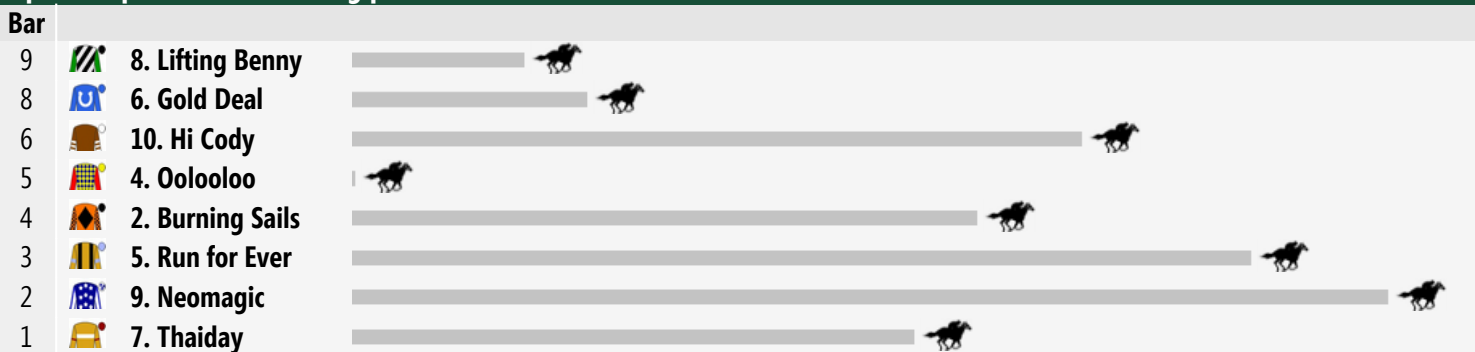 Bar
9 8. Lifting Benny
8 6. Gold Deal
6 10. Hi Cody
5 4. Oolooloo
4 2. Burning Sails
3 5. Run for Ever
2 9. Neomagic
1 7. Thaiday